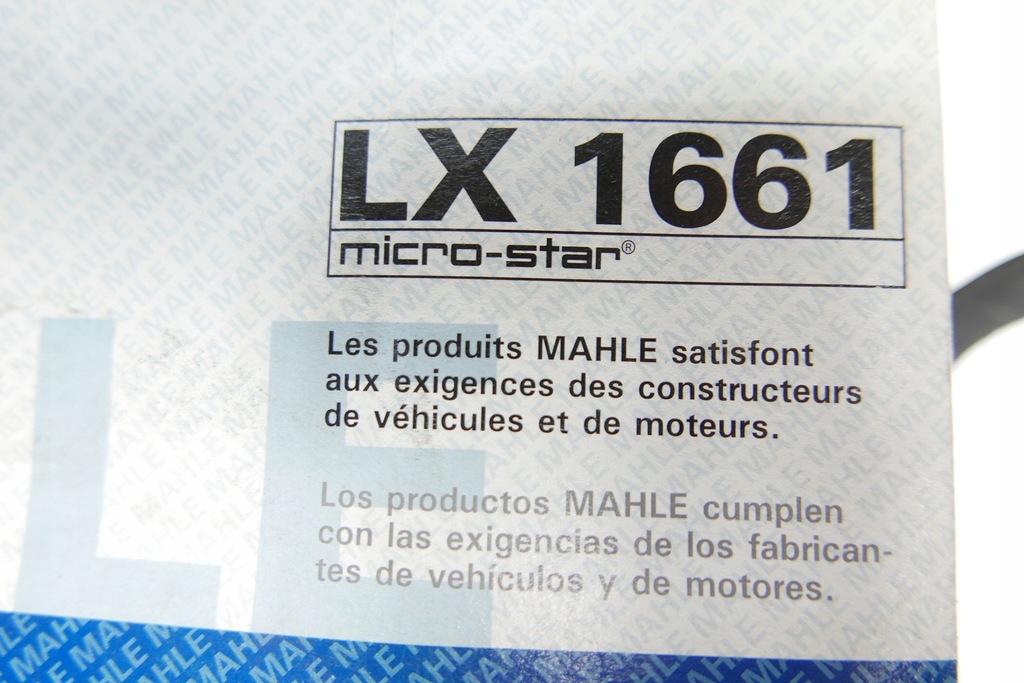 LX 1661
micro-star®
Les produits MAHLE satisfont
aux exigences des constructeurs
de véhicules et de moteurs.
Los productos MAHLE cumplen
con las exigencias de los fabrican-
tes de vehículos y de motores.
LE